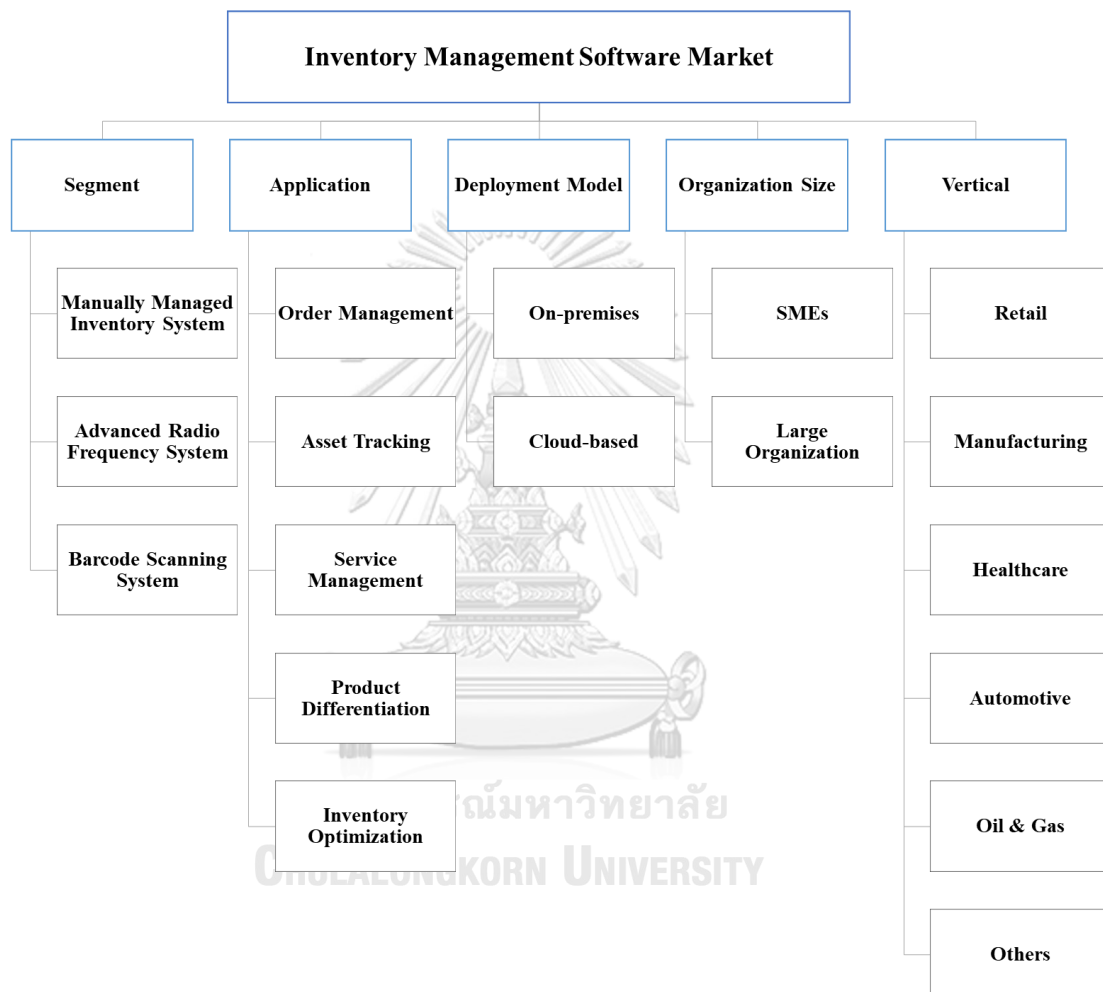 Inventory Management Software Market
Segment
Application
Deployment Model
Organization Size
Vertical
Manually Managed
Inventory System
Advanced Radio
Frequency System
Barcode Scanning
System
Order Management
Asset Tracking
Service
Management
Product
Differentiation
Inventory
Optimization
On-premises
Cloud-based
SMEs
Large
Organization
Retail
Manufacturing
Healthcare
Automotive
Oil & Gas
Others
UNIVERSITY